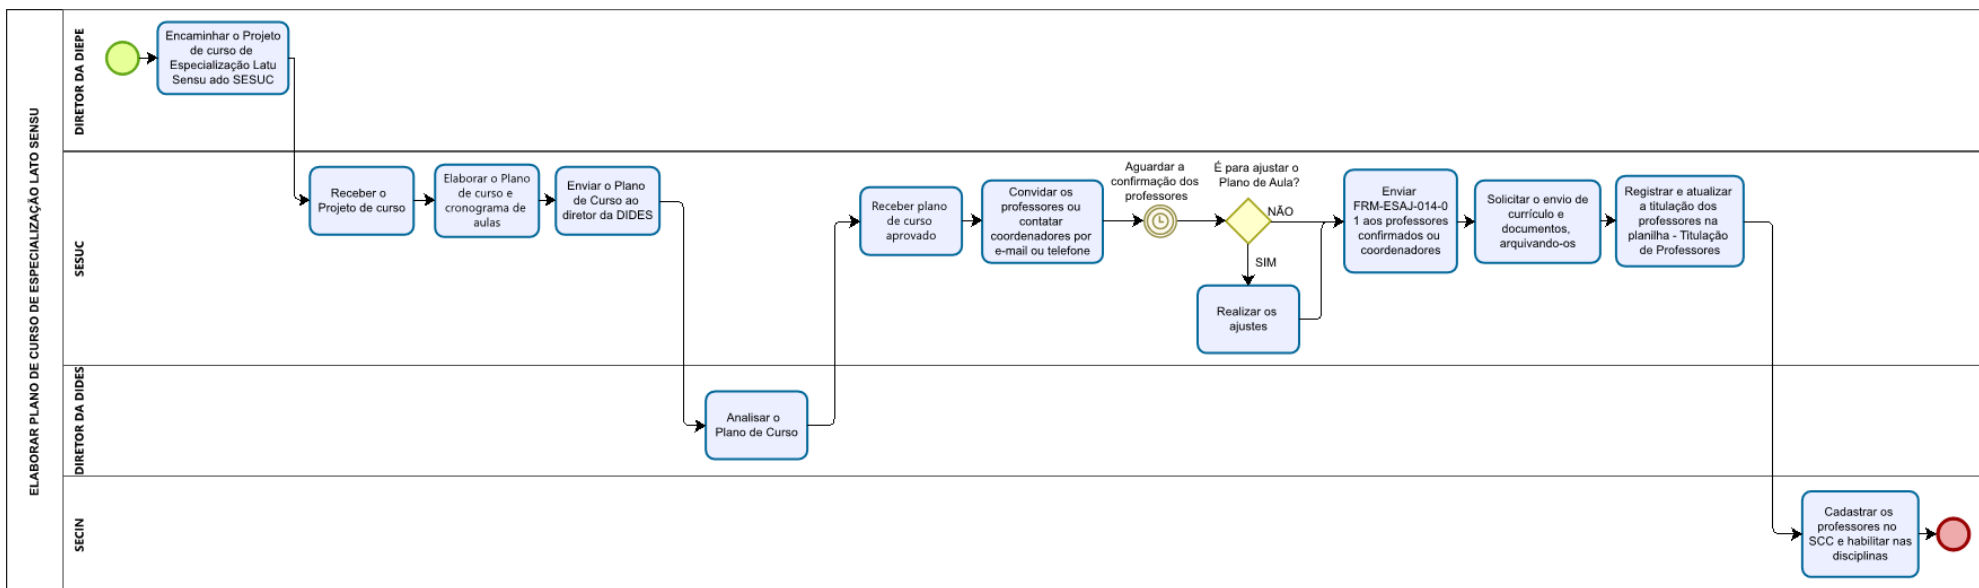 ELABORAR PLANO DE CURSO DE ESPECIALIZAÇÃO LATO SENSU
DIRETOR DA DIEPE
Encaminhar o Projeto
de curso de
Especialização Latu
Sensu ado SESUC
SESUC
Receber o
Projeto de curso
Elaborar o Plano
de curso e
cronograma de
aulas
Enviar o Plano
de Curso ao
diretor da DIDES
Receber plano
de curso
aprovado
Convidar os
professores ou
contatar
coordenadores por
e-mail ou telefone
Aguardar a
confirmação dos
professores
É para ajustar o
Plano de Aula?
NÃO
SIM
Realizar os
ajustes
Enviar
FRM-ESAJ-014-0
1 aos professores
confirmados ou
coordenadores
Solicitar o envio de
currículo e
documentos,
arquivando-os
Registrar e atualizar
a titulação dos
professores na
planilha - Titulação
de Professores
DIRETOR DA DIDES
Analisar o
Plano de Curso
SECIN
Cadastrar os
professores no
SCC e habilitar nas
disciplinas